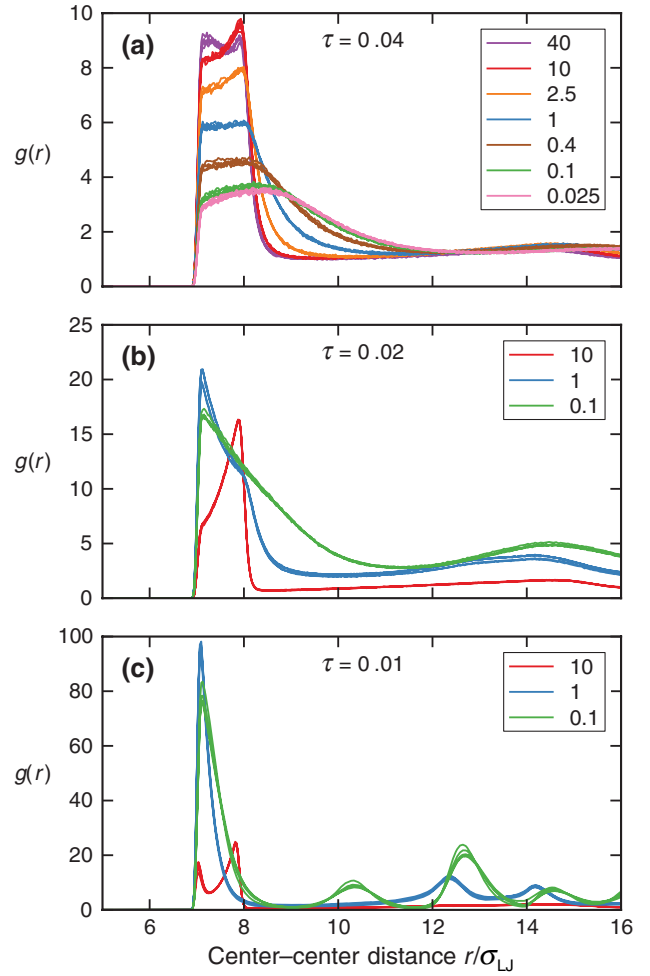 10
8
6
4
2
0
g(r)
(a)
τ = 0.04
40
10
2.5
1
0.4
0.1
0.025
25
20
15
10
5
0
g(r)
(b)
τ = 0.02
10
1
0.1
100
80
60
40
20
0
g(r)
(c)
τ = 0.01
10
1
0.1
6 8 10 12 14 16
Center–center distance r/σLJ